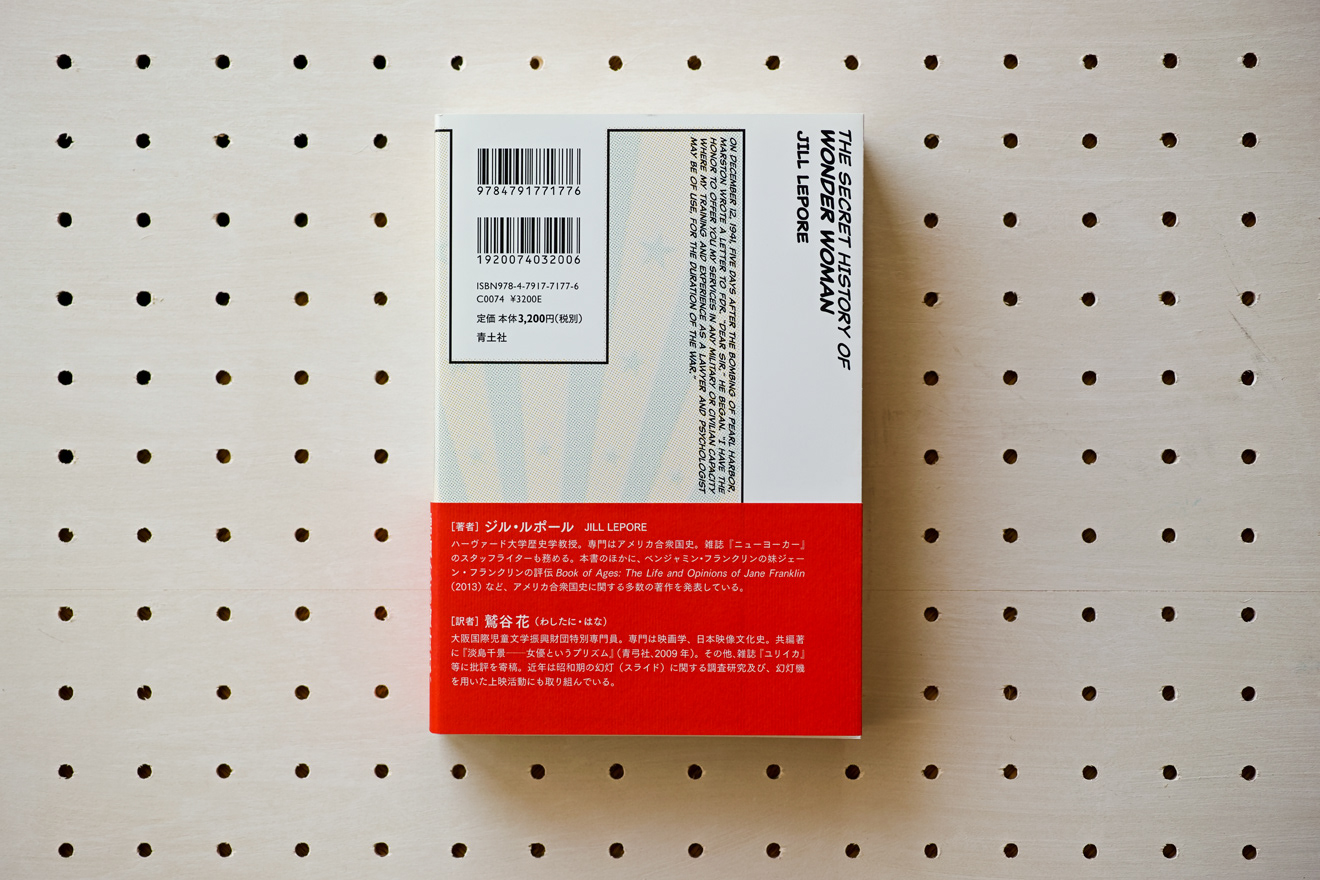 THE SECRET HISTORY OF
WONDER WOMAN
JILL LEPORE
ON DECEMBER 12, 1941, FIVE DAYS AFTER THE BOMBING OF PEARL HARBOR,
MARSTON WROTE A LETTER TO FDR. "DEAR SIR," HE BEGAN. "I HAVE THE
HONOR TO OFFER YOU MY SERVICES IN ANY MILITARY OR CIVILIAN CAPACITY
WHERE MY TRAINING AND EXPERIENCE AS A LAWYER AND PSYCHOLOGIST
MAY BE OF USE, FOR THE DURATION OF THE WAR."
9784791771776
1920074032006
ISBN978-4-7917-7177-6
C0074 ¥3200E
定価 本体3,200円(税別)
青土社
[著者] ジル・ルポール JILL LEPORE
ハーヴァード大学歴史学教授。専門はアメリカ合衆国史。雑誌『ニューヨーカー』
のスタッフライターも務める。本書のほかに、ベンジャミン・フランクリンの妹ジェー
ン・フランクリンの評伝 Book of Ages: The Life and Opinions of Jane Franklin
(2013) など、アメリカ合衆国史に関する多数の著作を発表している。
[訳者] 鷲谷花(わしたに・はな)
大阪国際児童文学振興財団特別専門員。専門は映画学、日本映像文化史。共編著
に『淡島千景──女優というプリズム』(青弓社、2009年)。その他、雑誌『ユリイカ』
等に批評を寄稿。近年は昭和期の幻灯(スライド)に関する調査研究及び、幻灯機
を用いた上映活動にも取り組んでいる。